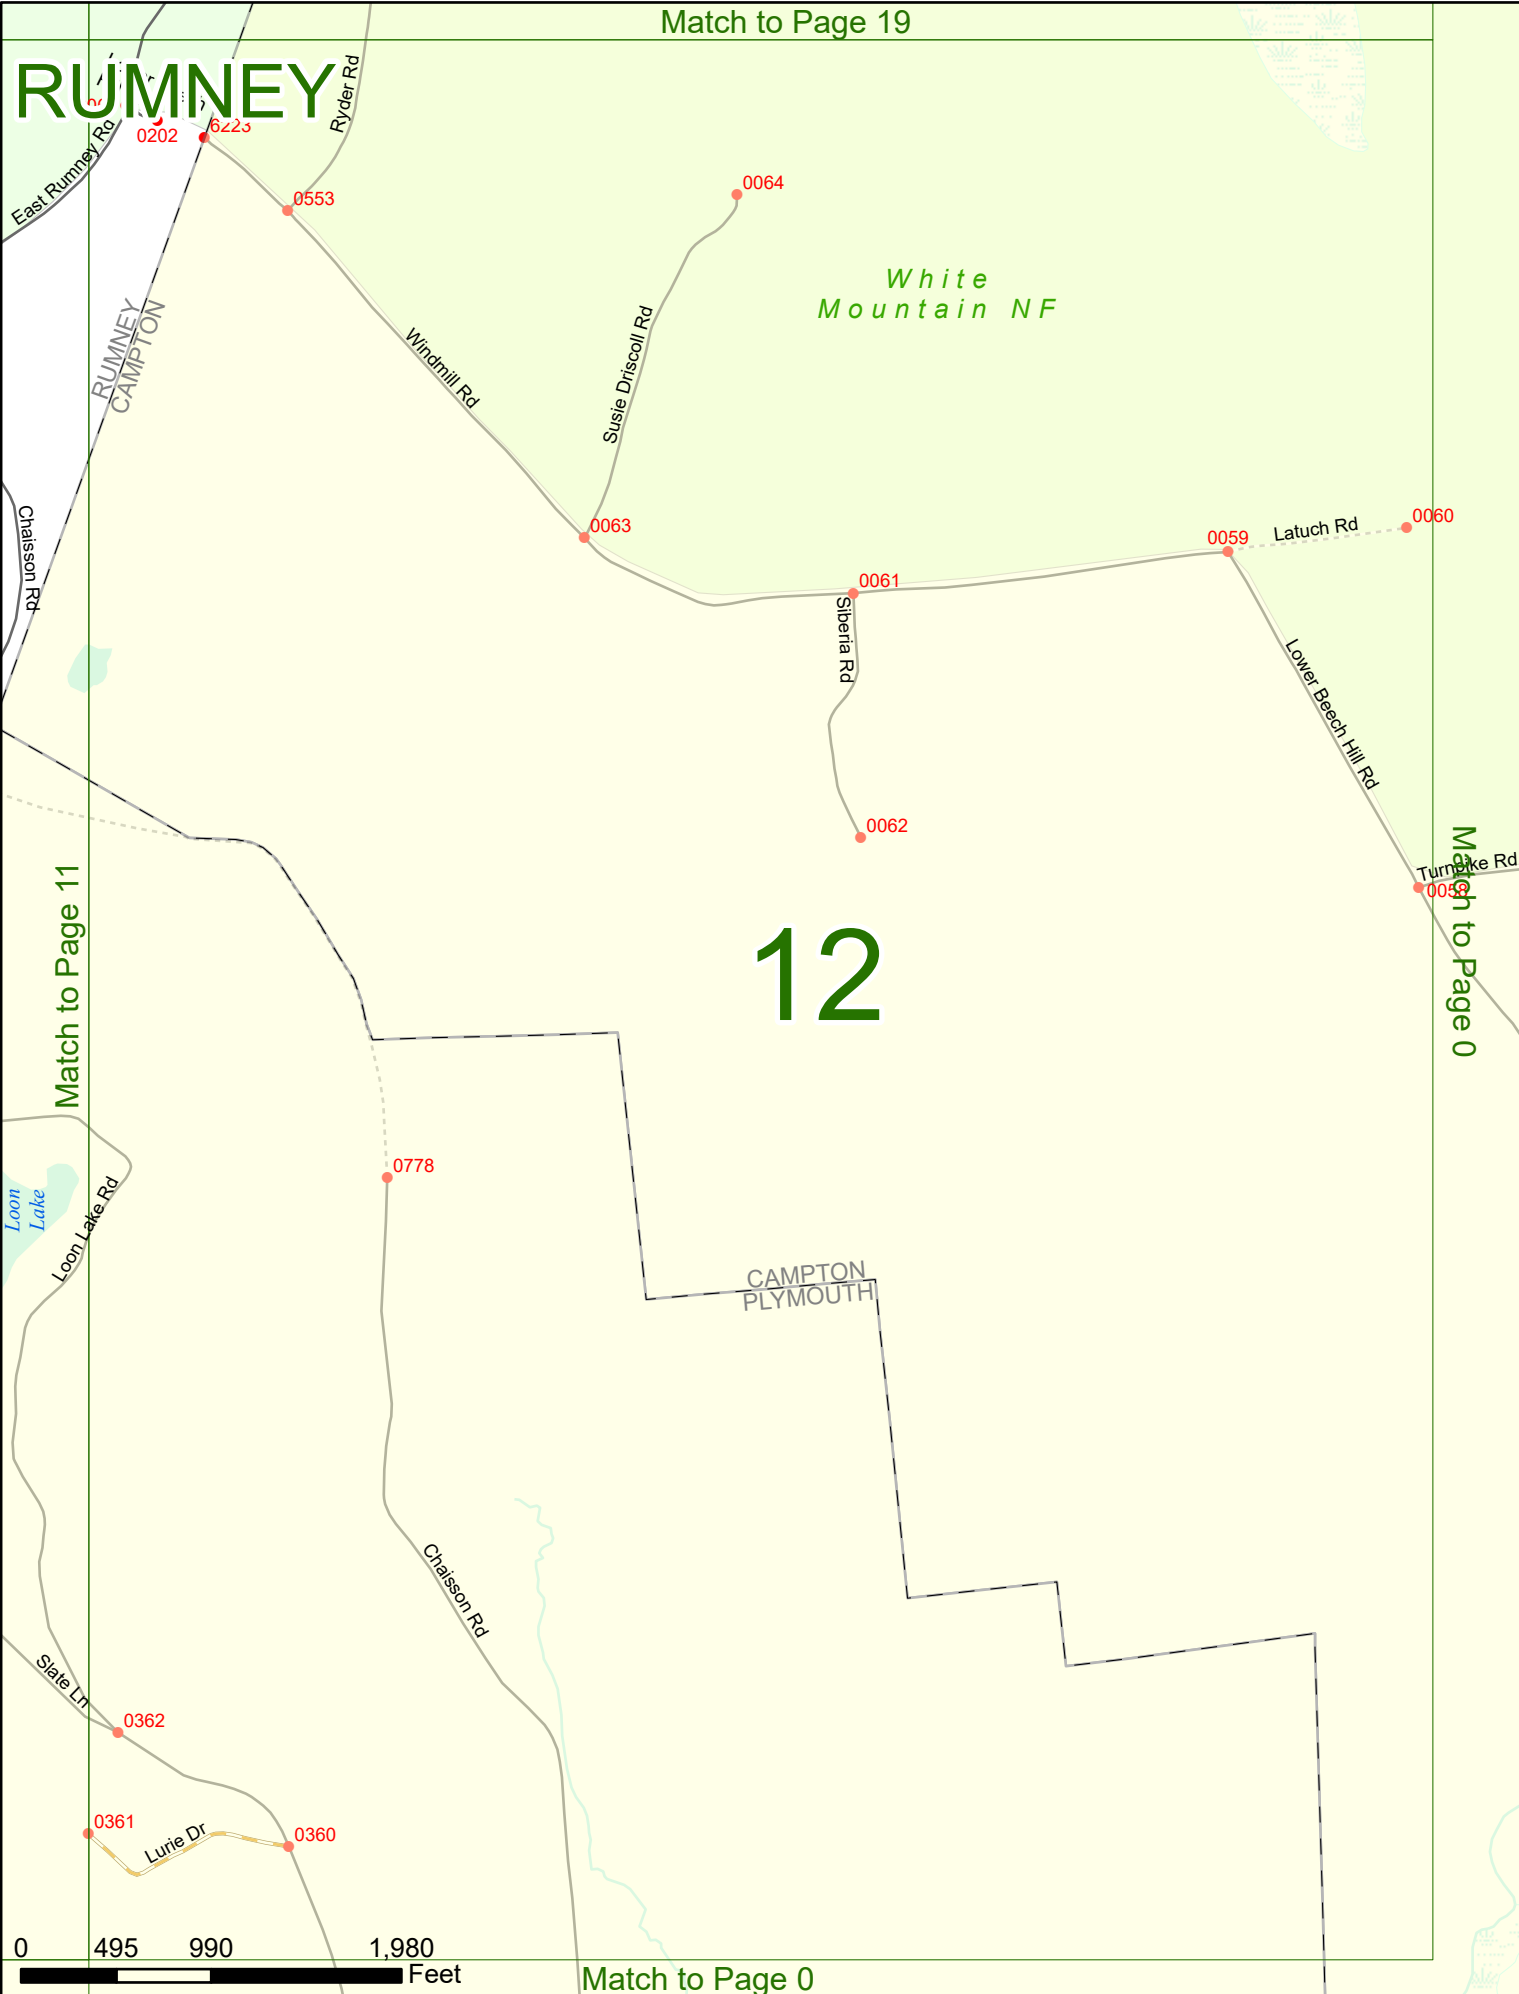 Match to Page 19
RUMNEY
0202
6223
East Rumney Rd
Ryder Rd
0553
0064
White
Mountain NF
RUMNEY
CAMPTON
Windmill Rd
Susie Driscoll Rd
Chaisson Rd
0063
0061
0059
Latuch Rd
0060
Siberia Rd
Lower Beech Hill Rd
0062
Turnpike Rd
0058
Match to Page 11
12
Match to Page 0
0778
Loon
Lake
Loon Lake Rd
CAMPTON
PLYMOUTH
Chaisson Rd
Slate Ln
0362
0361
Lurie Dr
0360
0 495 990 1,980
Feet
Match to Page 0